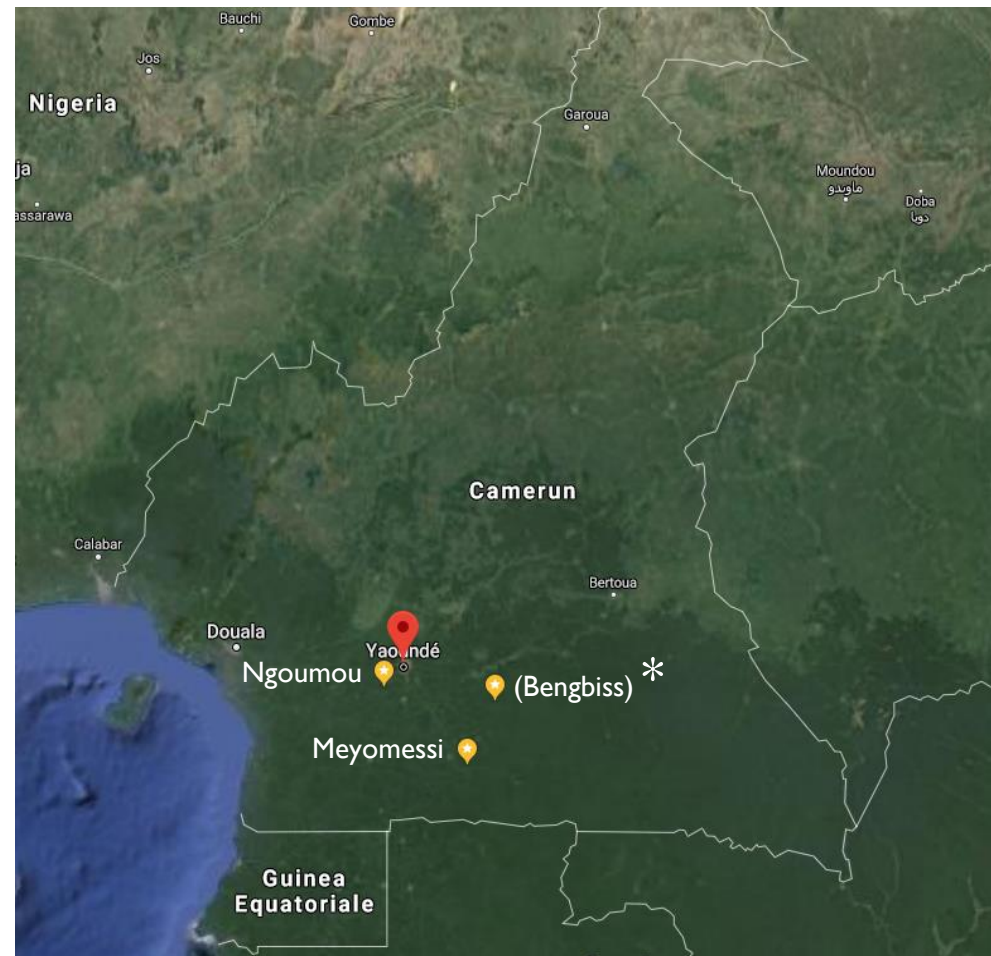 Bauchi
Gombe
Jos
Nigeria
Garoua
ja
Moundou
ماوندو
Doba
دوبا
assarawa
Camerun
Calabar
Bertoua
Douala
Yaoundé
Ngoumou
(Bengbiss) *
Meyomessi
Guinea
Equatoriale